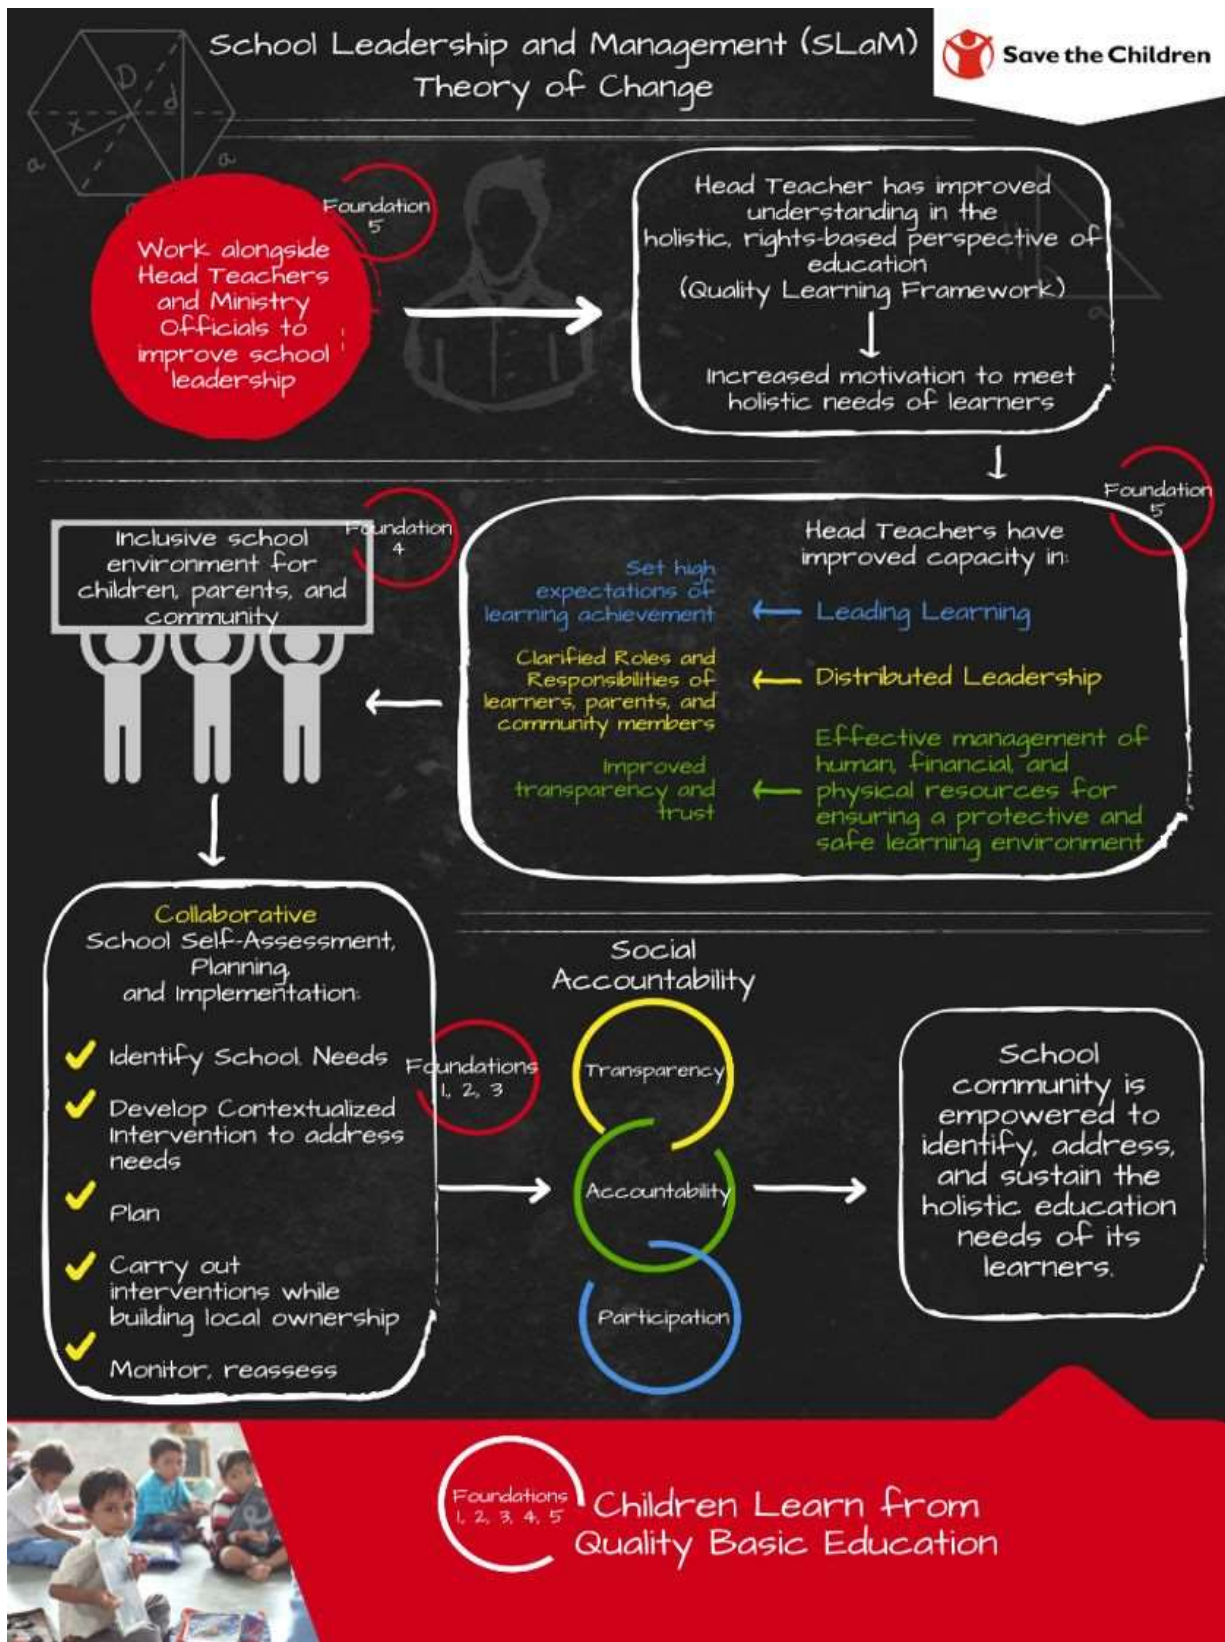 School Leadership and Management (SLaM)
Theory of Change
Save the Children
D
d
x
a
a
Foundation
5
Work alongside
Head Teachers
and Ministry
Officials to
improve school
leadership
Head Teacher has improved
understanding in the
holistic, rights-based perspective of
education
(Quality Learning Framework)
Increased motivation to meet
holistic needs of learners
Foundation
5
Head Teachers have
improved capacity in:
Leading Learning
Set high
expectations of
learning achievement
Distributed Leadership
Clarified Roles and
Responsibilities of
learners, parents, and
community members
Effective management of
human, financial, and
physical resources for
ensuring a protective and
safe learning environment
Improved
transparency and
trust
Foundation
4
Inclusive school
environment for
children, parents, and
community
Collaborative
School Self-Assessment,
Planning,
and Implementation:
Identify School Needs
Develop Contextualized
Intervention to address
needs
Plan
Carry out
interventions while
building local ownership
Monitor, reassess
Foundations
1, 2, 3
Social
Accountability
Transparency
Accountability
Participation
School
community is
empowered to
identify, address,
and sustain the
holistic education
needs of its
learners.
Foundations
1, 2, 3, 4, 5
Children Learn from
Quality Basic Education